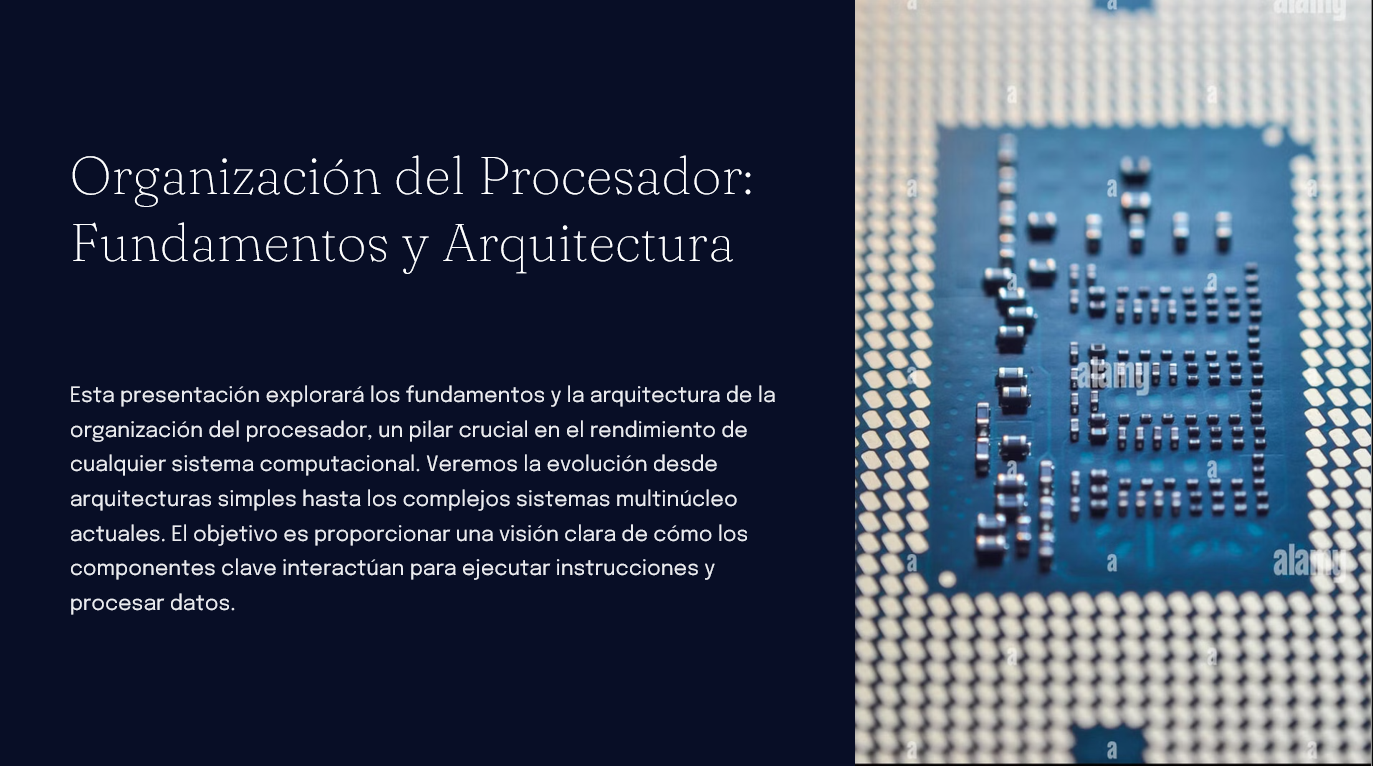 Organización del Procesador:
Fundamentos y Arquitectura
Esta presentación explorará los fundamentos y la arquitectura de la
organización del procesador, un pilar crucial en el rendimiento de
cualquier sistema computacional. Veremos la evolución desde
arquitecturas simples hasta los complejos sistemas multinúcleo
actuales. El objetivo es proporcionar una visión clara de cómo los
componentes clave interactúan para ejecutar instrucciones y
procesar datos.
alamy
alamy
alamy